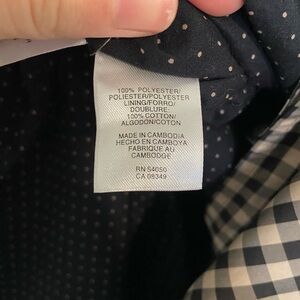 100% POLYESTER/
POLIESTER/POLYESTER
LINING/FORRO/
DOUBLURE:
100% COTTON/
ALGODON/COTON
MADE IN CAMBODIA
HECHO EN CAMBOYA
FABRIQUE AU
CAMBODGE
RN 54050
CA 08349